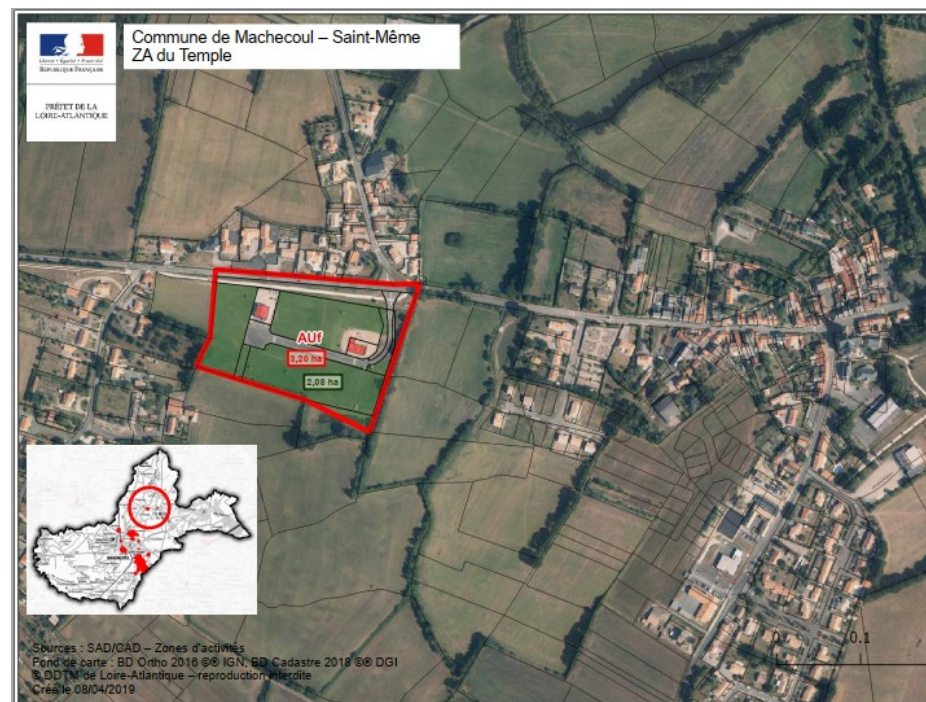 Commune de Machecoul – Saint-Même
ZA du Temple
Liberté • Égalité • Fraternité
RÉPUBLIQUE FRANÇAISE
PRÉFET DE LA
LOIRE-ATLANTIQUE
AUf
3,20 ha
2,08 ha
Sources : SAD/CAD – Zones d'activités
Fond de carte : BD Ortho 2016 ©® IGN, BD Cadastre 2018 ©® DGI
© DDTM de Loire-Atlantique – reproduction interdite
Créé le 08/04/2019
0
0.1